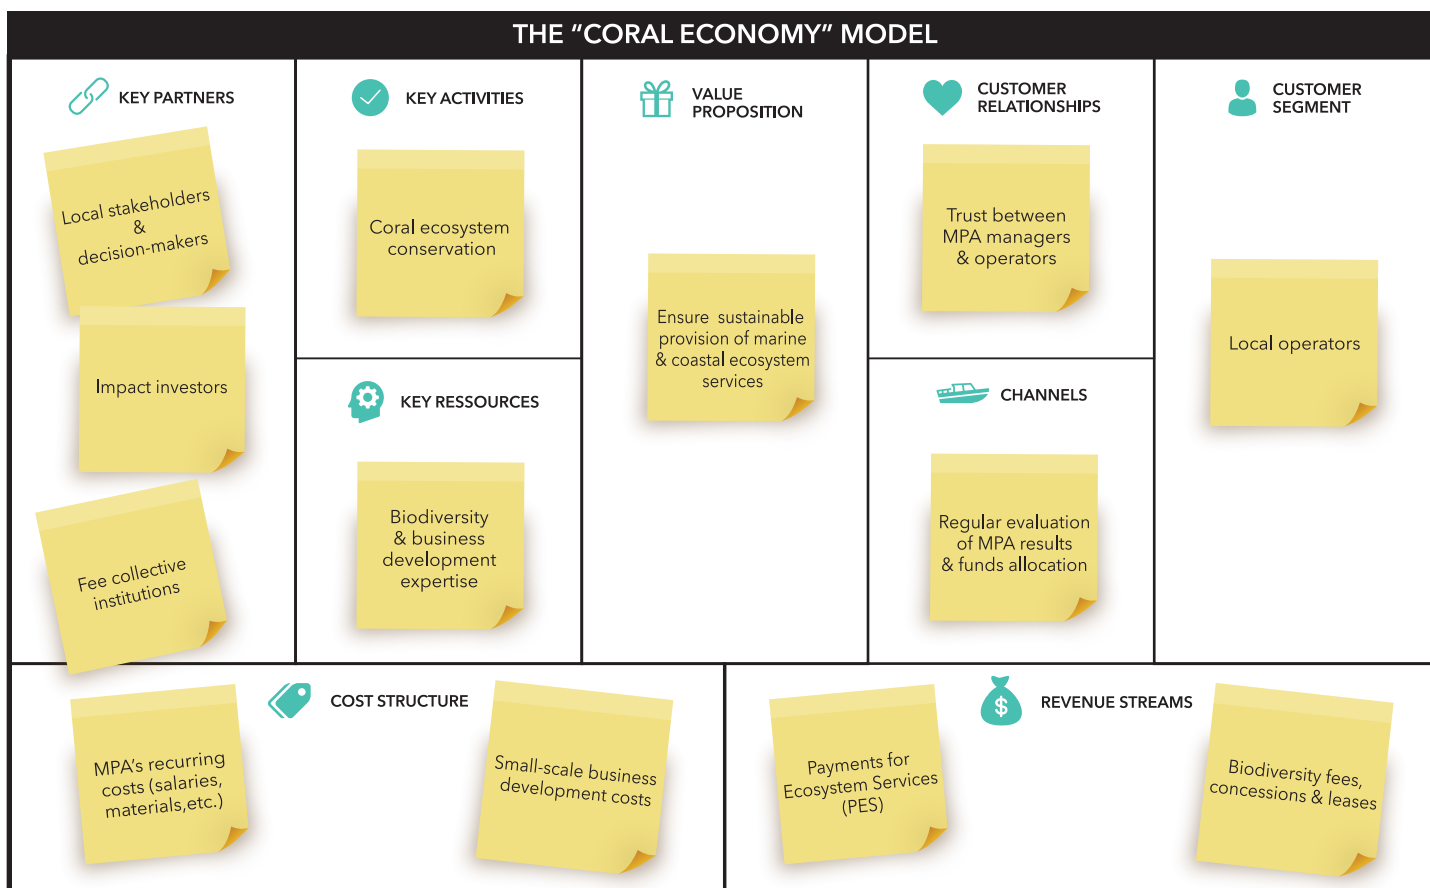 THE “CORAL ECONOMY” MODEL
KEY PARTNERS
Local stakeholders
&
decision-makers
Impact investors
Fee collective
institutions
KEY ACTIVITIES
Coral ecosystem
conservation
KEY RESSOURCES
Biodiversity
& business
development
expertise
VALUE
PROPOSITION
Ensure sustainable
provision of marine
& coastal ecosystem
services
CUSTOMER
RELATIONSHIPS
Trust between
MPA managers
& operators
CHANNELS
Regular evaluation
of MPA results
& funds allocation
CUSTOMER
SEGMENT
Local operators
COST STRUCTURE
MPA’s recurring
costs (salaries,
materials,etc.)
Small-scale business
development costs
REVENUE STREAMS
$
Payments for
Ecosystem Services
(PES)
Biodiversity fees,
concessions & leases